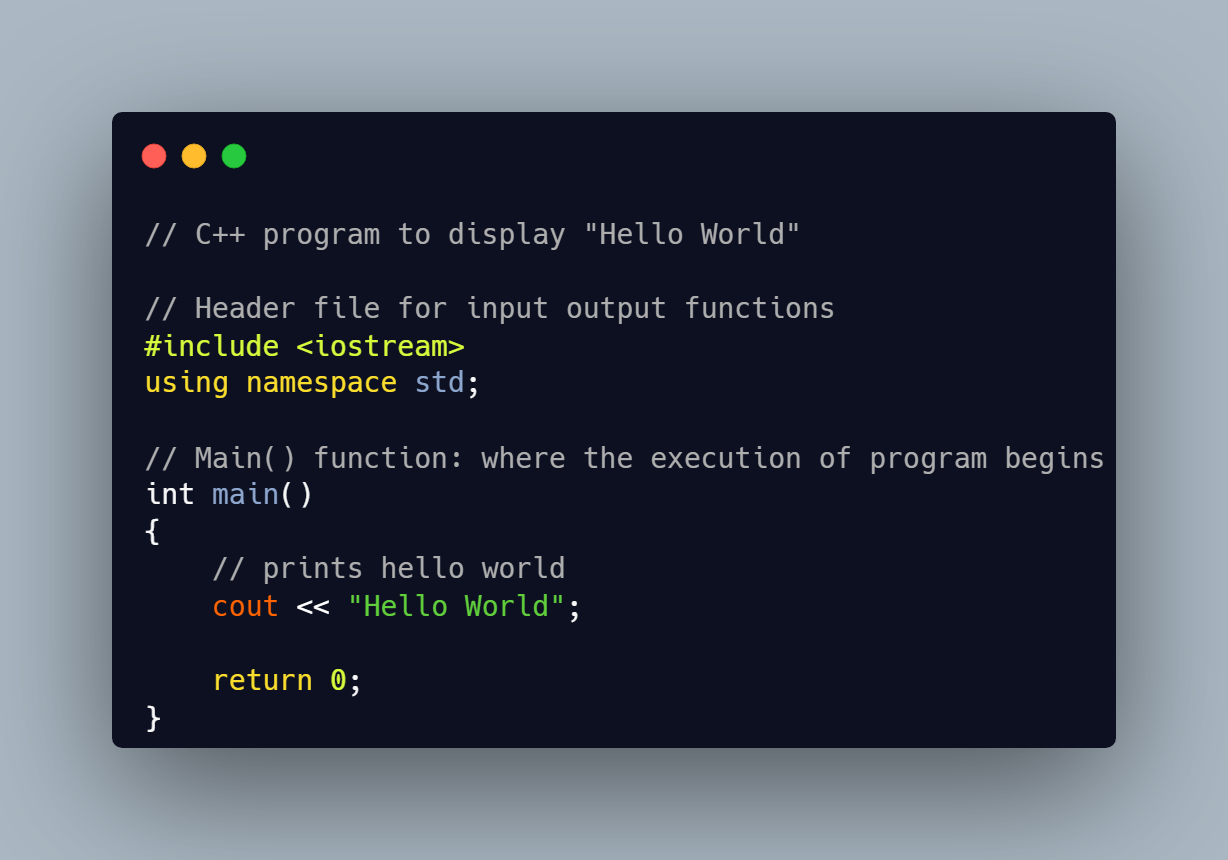 // C++ program to display "Hello World"
// Header file for input output functions
#include <iostream>
using namespace std;
// Main() function: where the execution of program begins
int main()
{
    // prints hello world
    cout << "Hello World";
    return 0;
}